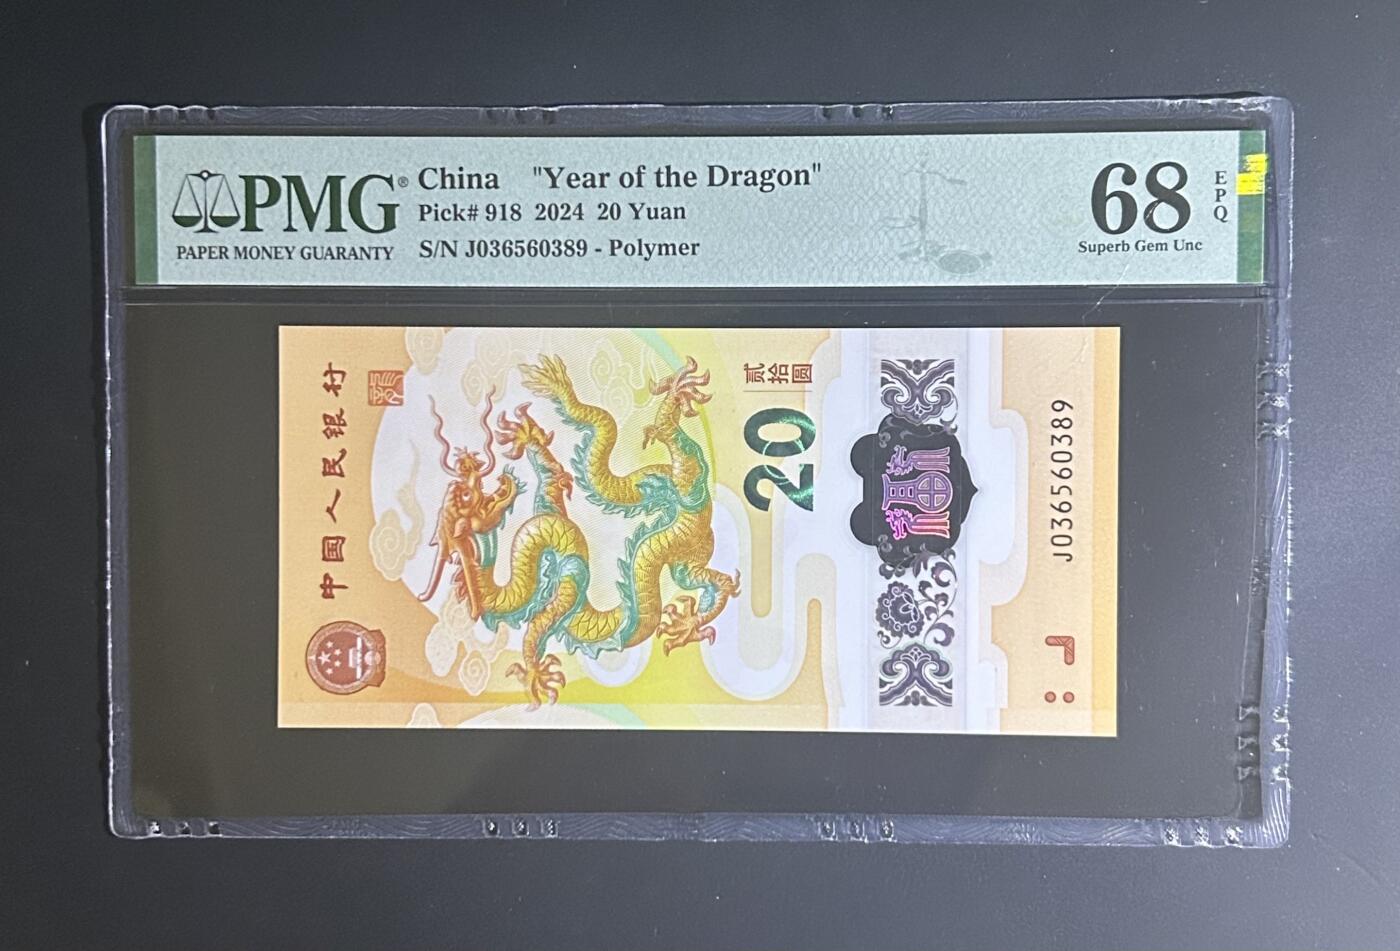 PMG®
PAPER MONEY GUARANTY
China "Year of the Dragon"
Pick# 918 2024 20 Yuan
S/N J036560389 - Polymer
68
EPQ
Superb Gem Unc
中国人民银行
贰拾圆
20
J036560389